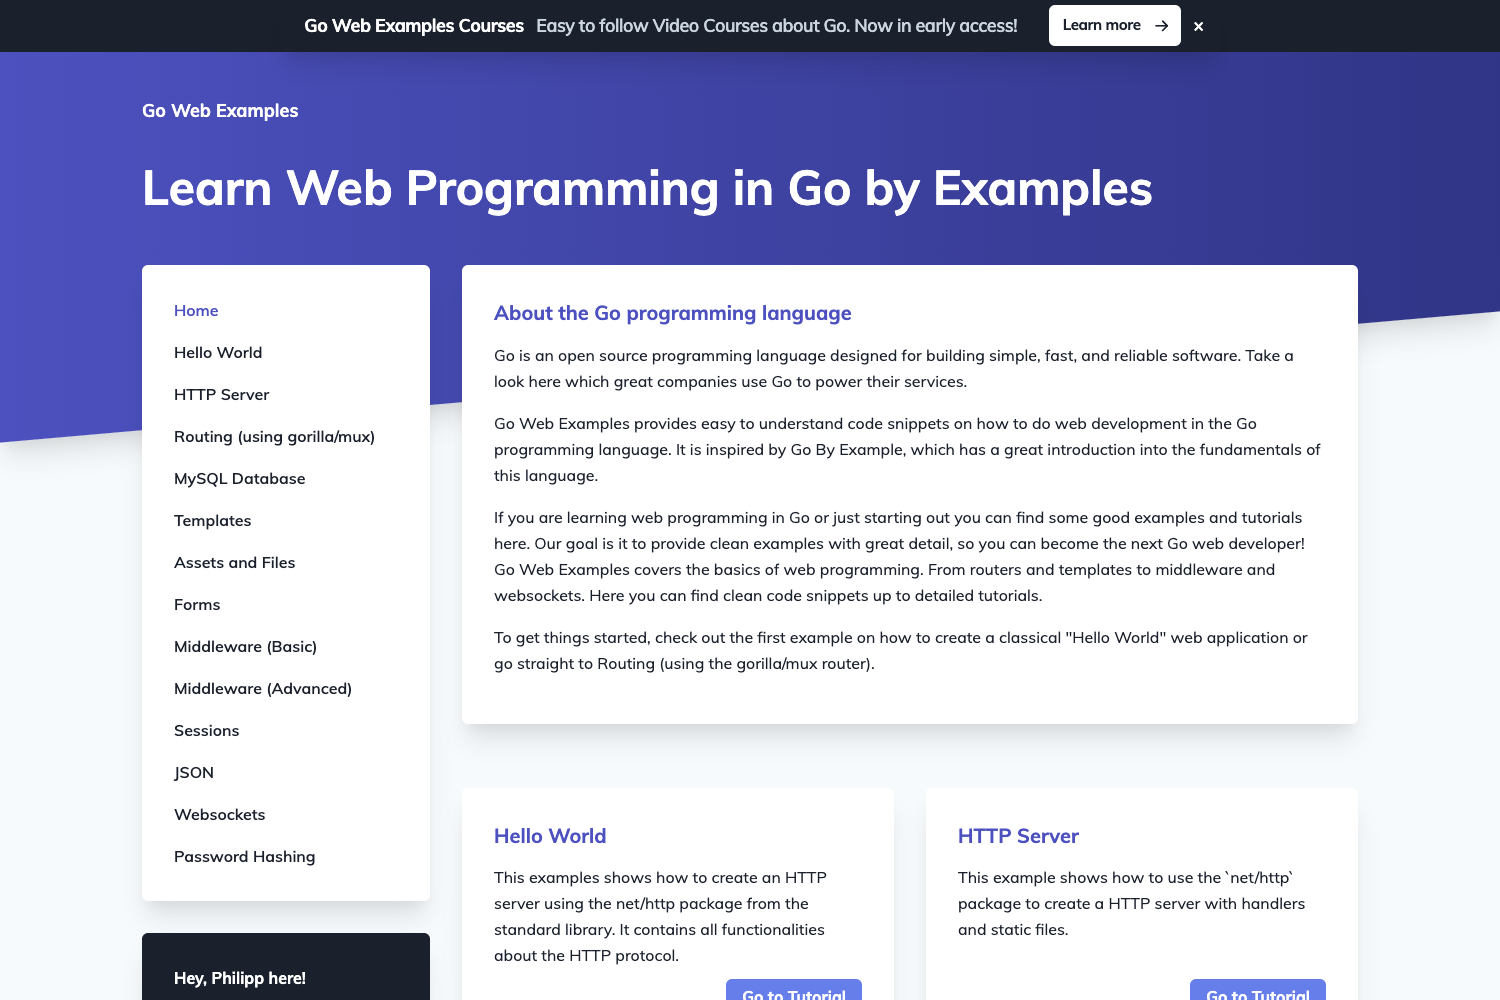 Go Web Examples Courses Easy to follow Video Courses about Go. Now in early access! Learn more → ×
Go Web Examples
Learn Web Programming in Go by Examples
Home
Hello World
HTTP Server
Routing (using gorilla/mux)
MySQL Database
Templates
Assets and Files
Forms
Middleware (Basic)
Middleware (Advanced)
Sessions
JSON
Websockets
Password Hashing
Hey, Philipp here!
About the Go programming language
Go is an open source programming language designed for building simple, fast, and reliable software. Take a
look here which great companies use Go to power their services.
Go Web Examples provides easy to understand code snippets on how to do web development in the Go
programming language. It is inspired by Go By Example, which has a great introduction into the fundamentals of
this language.
If you are learning web programming in Go or just starting out you can find some good examples and tutorials
here. Our goal is it to provide clean examples with great detail, so you can become the next Go web developer!
Go Web Examples covers the basics of web programming. From routers and templates to middleware and
websockets. Here you can find clean code snippets up to detailed tutorials.
To get things started, check out the first example on how to create a classical "Hello World" web application or
go straight to Routing (using the gorilla/mux router).
Hello World
This examples shows how to create an HTTP
server using the net/http package from the
standard library. It contains all functionalities
about the HTTP protocol.
Go to Tutorial
HTTP Server
This example shows how to use the `net/http`
package to create a HTTP server with handlers
and static files.
Go to Tutorial